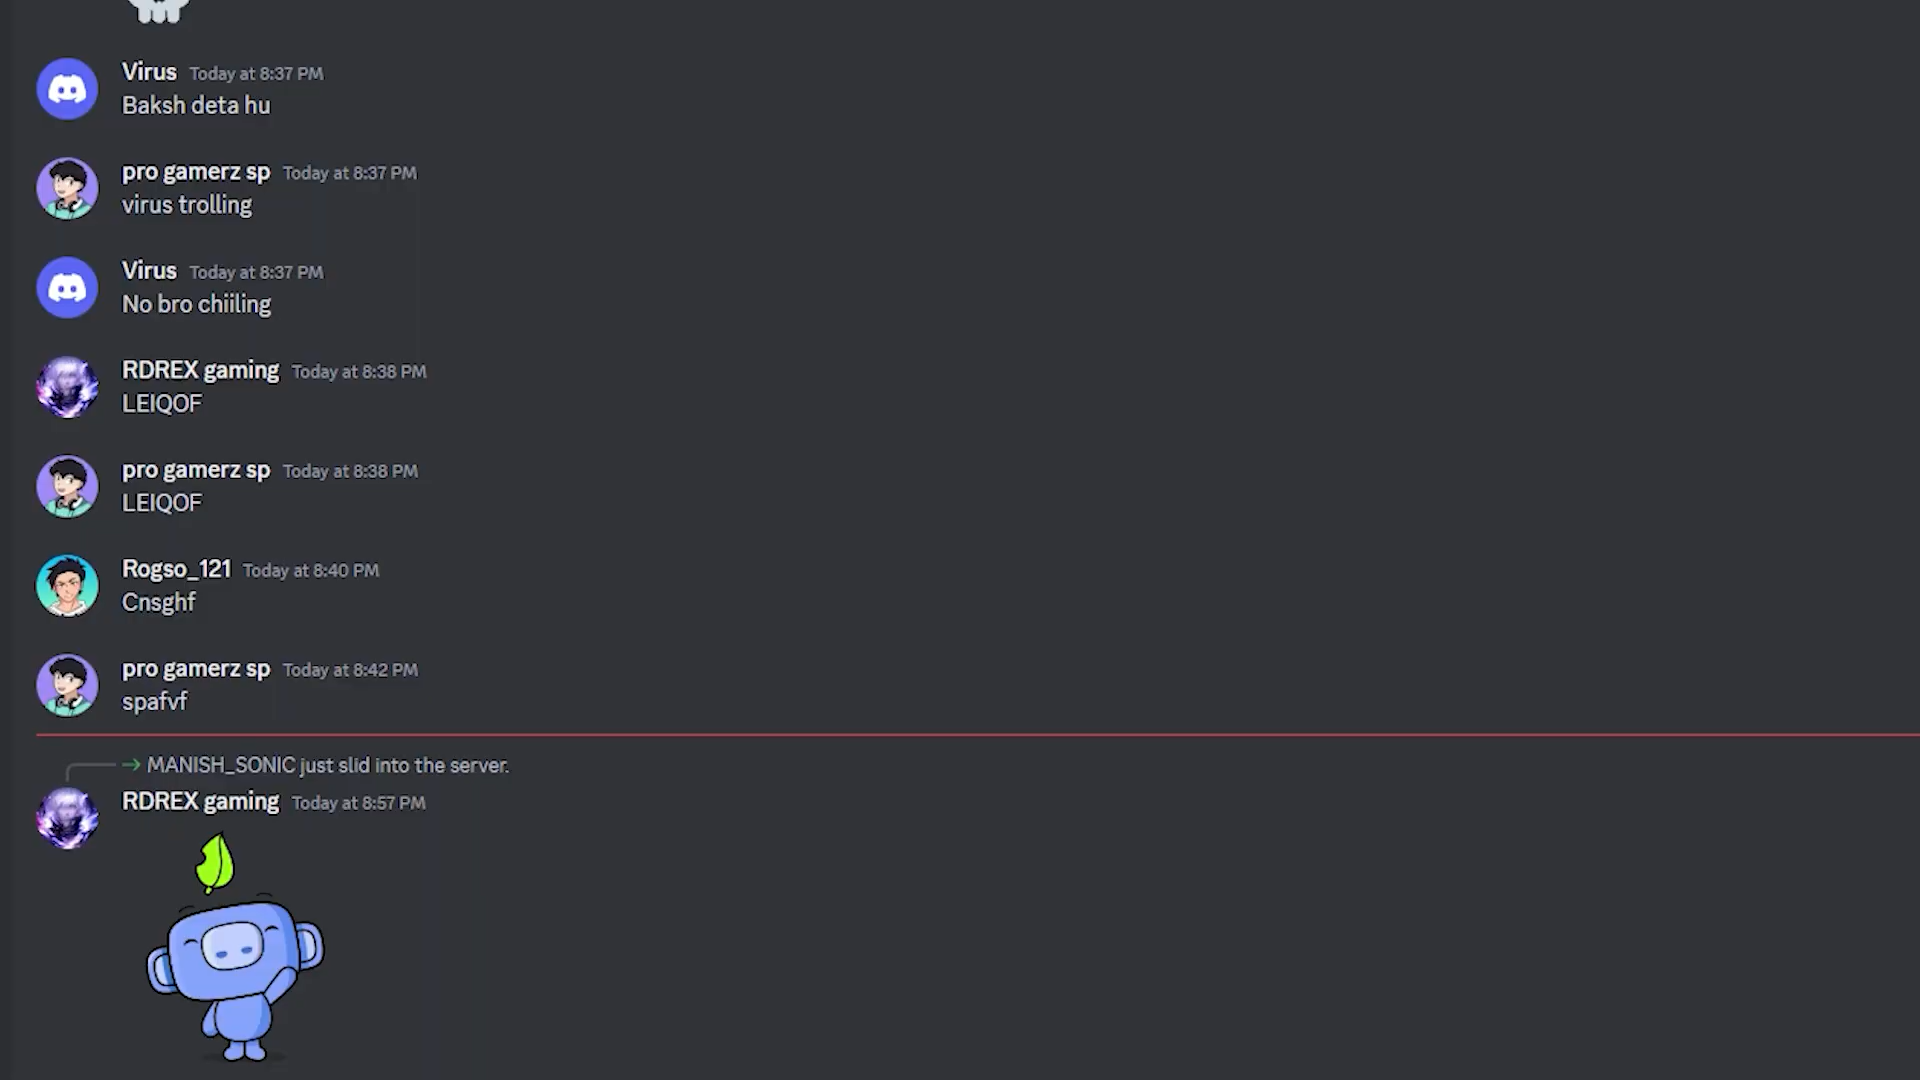 Virus Today at 8:37 PM
Baksh deta hu
pro gamerz sp Today at 8:37 PM
virus trolling
Virus Today at 8:37 PM
No bro chiiling
RDREX gaming Today at 8:38 PM
LEIQOF
pro gamerz sp Today at 8:38 PM
LEIQOF
Rogso_121 Today at 8:40 PM
Cnsghf
pro gamerz sp Today at 8:42 PM
spafvf
MANISH_SONIC just slid into the server.
RDREX gaming Today at 8:57 PM